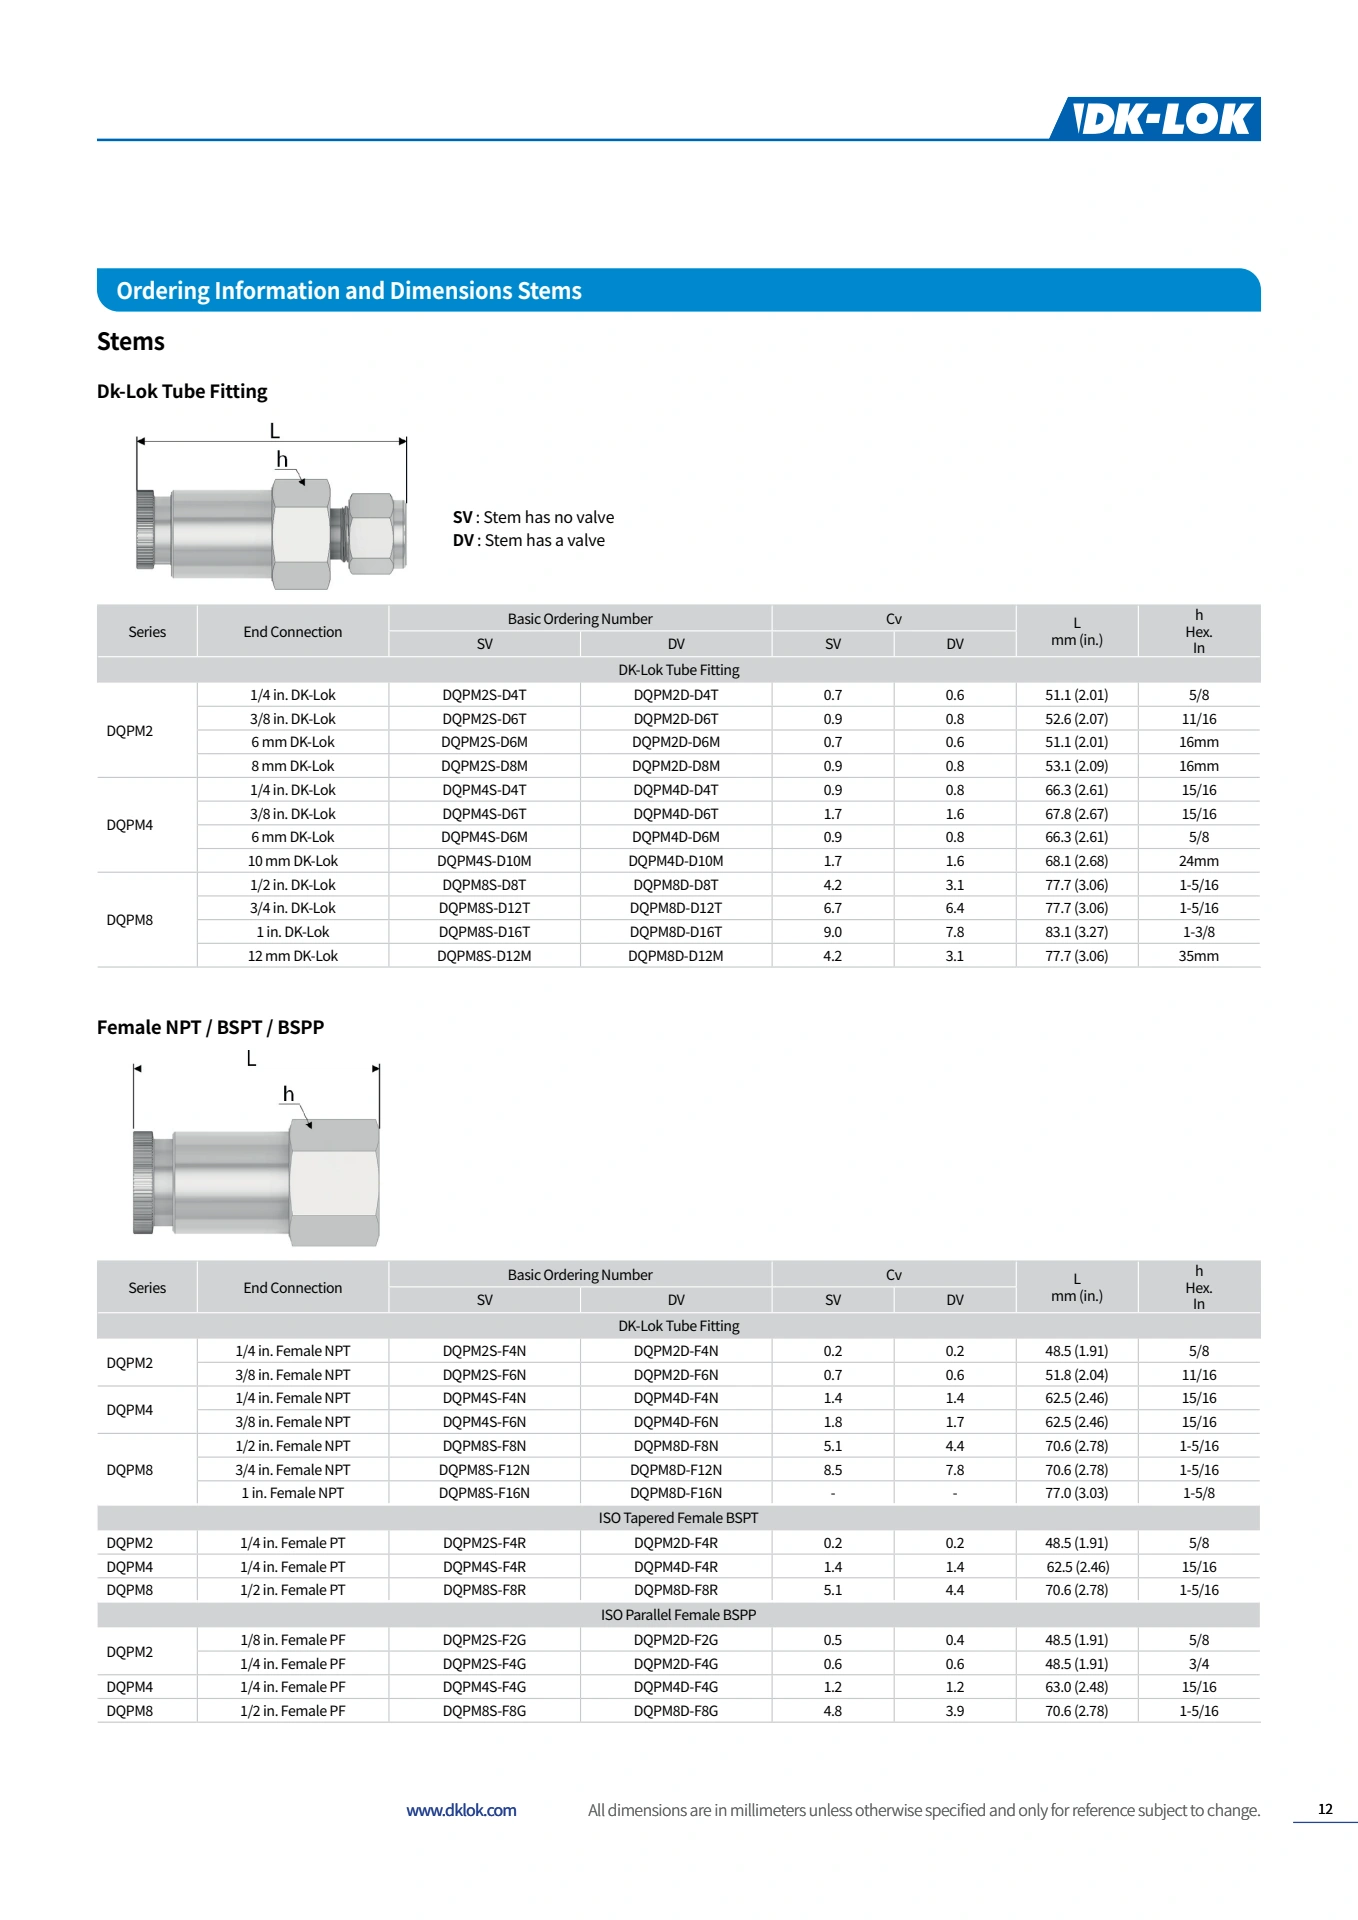 DK-LOK
Ordering Information and Dimensions Stems
Stems
Dk-Lok Tube Fitting
L
h
SV : Stem has no valve
DV : Stem has a valve
Series End Connection Basic Ordering Number Cv L mm (in.) h Hex. In
SV DV SV DV
DK-Lok Tube Fitting
DQPM2 1/4 in. DK-Lok DQPM2S-D4T DQPM2D-D4T 0.7 0.6 51.1 (2.01) 5/8
3/8 in. DK-Lok DQPM2S-D6T DQPM2D-D6T 0.9 0.8 52.6 (2.07) 11/16
6 mm DK-Lok DQPM2S-D6M DQPM2D-D6M 0.7 0.6 51.1 (2.01) 16mm
8 mm DK-Lok DQPM2S-D8M DQPM2D-D8M 0.9 0.8 53.1 (2.09) 16mm
DQPM4 1/4 in. DK-Lok DQPM4S-D4T DQPM4D-D4T 0.9 0.8 66.3 (2.61) 15/16
3/8 in. DK-Lok DQPM4S-D6T DQPM4D-D6T 1.7 1.6 67.8 (2.67) 15/16
6 mm DK-Lok DQPM4S-D6M DQPM4D-D6M 0.9 0.8 66.3 (2.61) 5/8
10 mm DK-Lok DQPM4S-D10M DQPM4D-D10M 1.7 1.6 68.1 (2.68) 24mm
DQPM8 1/2 in. DK-Lok DQPM8S-D8T DQPM8D-D8T 4.2 3.1 77.7 (3.06) 1-5/16
3/4 in. DK-Lok DQPM8S-D12T DQPM8D-D12T 6.7 6.4 77.7 (3.06) 1-5/16
1 in. DK-Lok DQPM8S-D16T DQPM8D-D16T 9.0 7.8 83.1 (3.27) 1-3/8
12 mm DK-Lok DQPM8S-D12M DQPM8D-D12M 4.2 3.1 77.7 (3.06) 35mm
Female NPT / BSPT / BSPP
L
h
Series End Connection Basic Ordering Number Cv L mm (in.) h Hex. In
SV DV SV DV
DK-Lok Tube Fitting
DQPM2 1/4 in. Female NPT DQPM2S-F4N DQPM2D-F4N 0.2 0.2 48.5 (1.91) 5/8
3/8 in. Female NPT DQPM2S-F6N DQPM2D-F6N 0.7 0.6 51.8 (2.04) 11/16
DQPM4 1/4 in. Female NPT DQPM4S-F4N DQPM4D-F4N 1.4 1.4 62.5 (2.46) 15/16
3/8 in. Female NPT DQPM4S-F6N DQPM4D-F6N 1.8 1.7 62.5 (2.46) 15/16
DQPM8 1/2 in. Female NPT DQPM8S-F8N DQPM8D-F8N 5.1 4.4 70.6 (2.78) 1-5/16
3/4 in. Female NPT DQPM8S-F12N DQPM8D-F12N 8.5 7.8 70.6 (2.78) 1-5/16
1 in. Female NPT DQPM8S-F16N DQPM8D-F16N - - 77.0 (3.03) 1-5/8
ISO Tapered Female BSPT
DQPM2 1/4 in. Female PT DQPM2S-F4R DQPM2D-F4R 0.2 0.2 48.5 (1.91) 5/8
DQPM4 1/4 in. Female PT DQPM4S-F4R DQPM4D-F4R 1.4 1.4 62.5 (2.46) 15/16
DQPM8 1/2 in. Female PT DQPM8S-F8R DQPM8D-F8R 5.1 4.4 70.6 (2.78) 1-5/16
ISO Parallel Female BSPP
DQPM2 1/8 in. Female PF DQPM2S-F2G DQPM2D-F2G 0.5 0.4 48.5 (1.91) 5/8
1/4 in. Female PF DQPM2S-F4G DQPM2D-F4G 0.6 0.6 48.5 (1.91) 3/4
DQPM4 1/4 in. Female PF DQPM4S-F4G DQPM4D-F4G 1.2 1.2 63.0 (2.48) 15/16
DQPM8 1/2 in. Female PF DQPM8S-F8G DQPM8D-F8G 4.8 3.9 70.6 (2.78) 1-5/16
www.dklok.com All dimensions are in millimeters unless otherwise specified and only for reference subject to change. 12